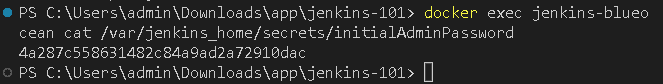 PS C:\Users\admin\Downloads\app\jenkins-101> docker exec jenkins-blueo
cean cat /var/jenkins_home/secrets/initialAdminPassword
4a287c558631482c84a9ad2a72910dac
PS C:\Users\admin\Downloads\app\jenkins-101>